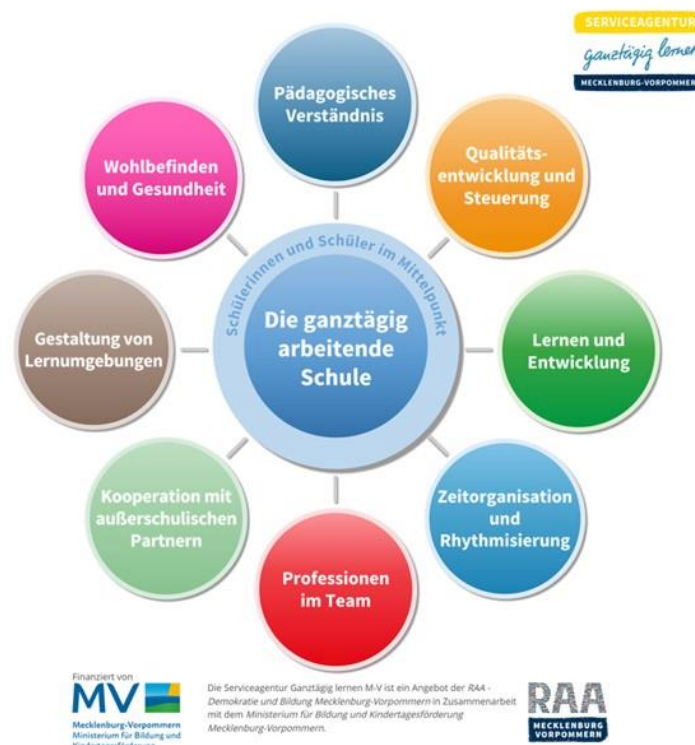 SERVICEAGENTUR
ganztägig lernen
MECKLENBURG-VORPOMMERN
Pädagogisches
Verständnis
Qualitäts-
entwicklung und
Steuerung
Wohlbefinden
und Gesundheit
Schülerinnen und Schüler im Mittelpunkt
Die ganztägig
arbeitende
Schule
Gestaltung von
Lernumgebungen
Lernen und
Entwicklung
Kooperation mit
außerschulischen
Partnern
Zeitorganisation
und
Rhythmisierung
Professionen
im Team
Finanziert von
MV
Mecklenburg-Vorpommern
Ministerium für Bildung und
Kindertagesförderung
Die Serviceagentur Ganztägig lernen M-V ist ein Angebot der RAA -
Demokratie und Bildung Mecklenburg-Vorpommern in Zusammenarbeit
mit dem Ministerium für Bildung und Kindertagesförderung
Mecklenburg-Vorpommern.
RAA
MECKLENBURG
VORPOMMERN